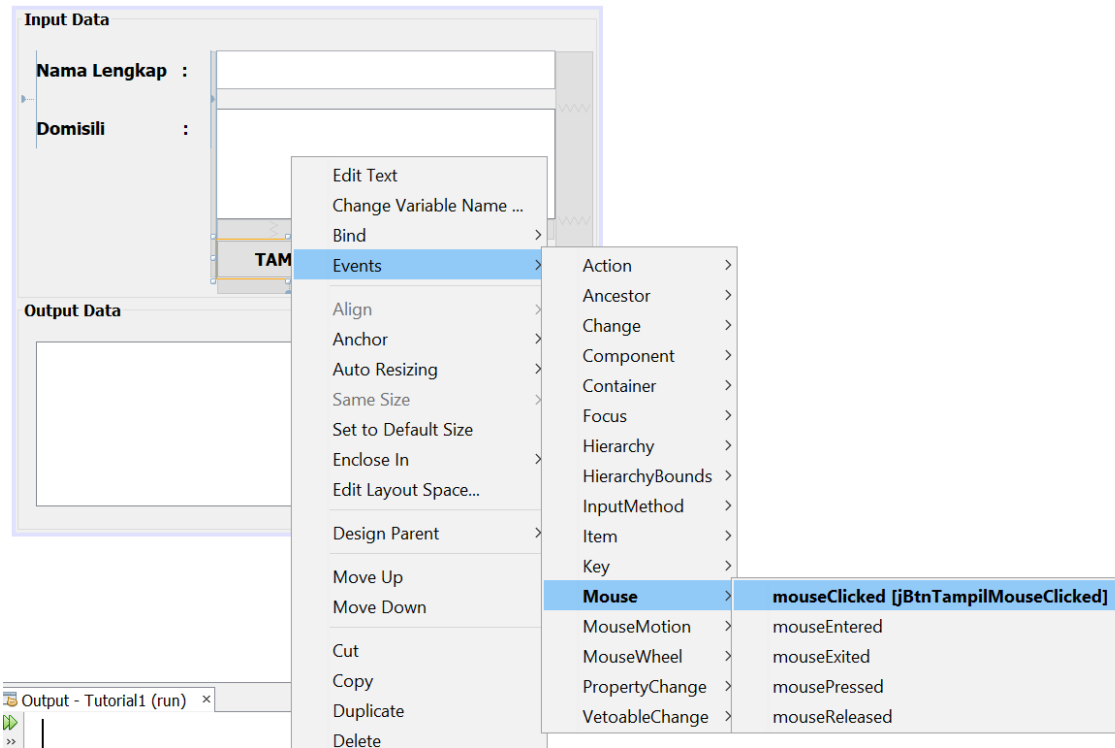 Input Data
Nama Lengkap :
Domisili :
TAM
Output Data
Edit Text
Change Variable Name ...
Bind
Events
Align
Anchor
Auto Resizing
Same Size
Set to Default Size
Enclose In
Edit Layout Space...
Design Parent
Move Up
Move Down
Cut
Copy
Duplicate
Delete
Action
Ancestor
Change
Component
Container
Focus
Hierarchy
HierarchyBounds
InputMethod
Item
Key
Mouse
MouseMotion
MouseWheel
PropertyChange
VetoableChange
mouseClicked [jBtnTampilMouseClicked]
mouseEntered
mouseExited
mousePressed
mouseReleased
Output - Tutorial1 (run) ×